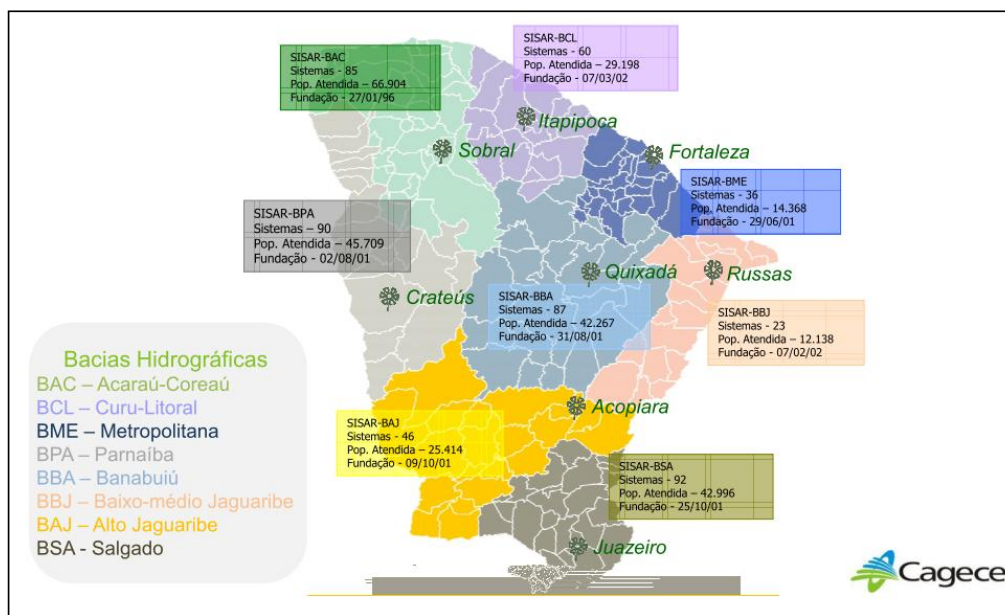 SISAR-BAC
Sistemas - 85
Pop. Atendida – 66.904
Fundação - 27/01/96
SISAR-BCL
Sistemas - 60
Pop. Atendida – 29.198
Fundação - 07/03/02
Itapipoca
Sobral
Fortaleza
SISAR-BME
Sistemas - 36
Pop. Atendida – 14.368
Fundação - 29/06/01
SISAR-BPA
Sistemas - 90
Pop. Atendida – 45.709
Fundação - 02/08/01
Quixadá
Russas
Crateús
SISAR-BBA
Sistemas - 87
Pop. Atendida – 42.267
Fundação - 31/08/01
SISAR-BBJ
Sistemas - 23
Pop. Atendida – 12.138
Fundação - 07/02/02
Bacias Hidrográficas
BAC – Acaraú-Coreaú
BCL – Curu-Litoral
BME – Metropolitana
BPA – Parnaíba
BBA – Banabuiú
BBJ – Baixo-médio Jaguaribe
BAJ – Alto Jaguaribe
BSA - Salgado
Acopiara
SISAR-BAJ
Sistemas - 46
Pop. Atendida – 25.414
Fundação - 09/10/01
SISAR-BSA
Sistemas - 92
Pop. Atendida – 42.996
Fundação - 25/10/01
Juazeiro
Cagece